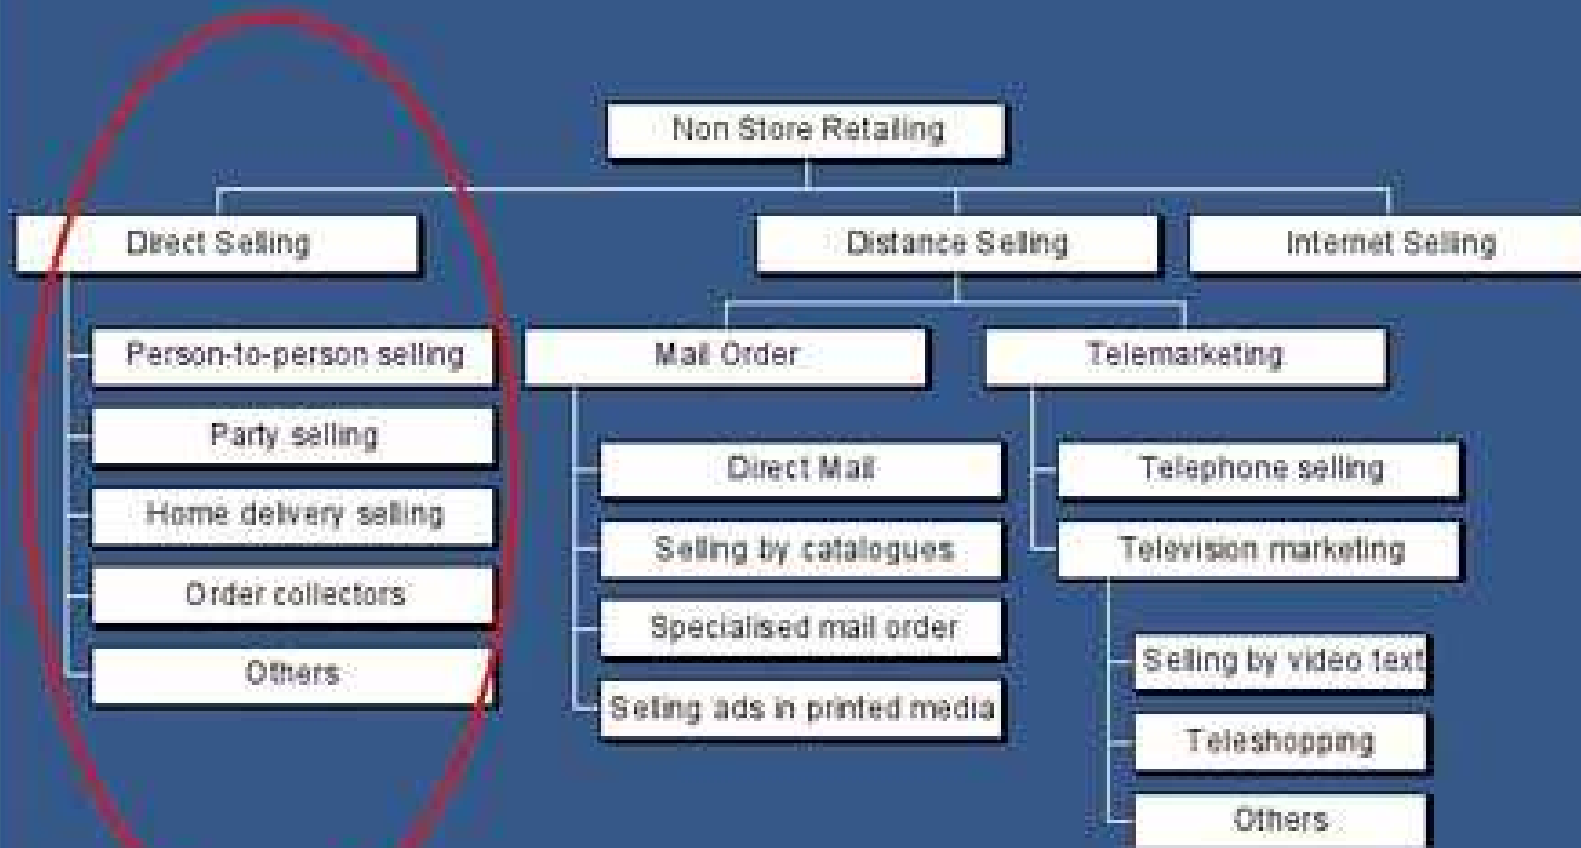 Non Store Retailing
Direct Selling
Distance Selling
Internet Selling
Person-to-person selling
Mail Order
Telemarketing
Party selling
Direct Mail
Telephone selling
Home delivery selling
Selling by catalogues
Television marketing
Order collectors
Specialised mail order
Others
Selling by video text
Selling ads in printed media
Teleshopping
Others